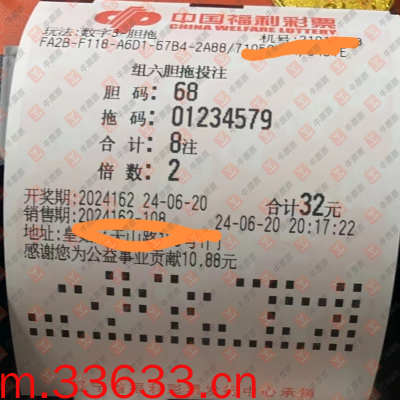 中国福利彩票
CHINA WELFARE LOTTERY
玩法:数字3-胆拖 机号:
FA2B-F118-A6D1-67B4-2A88/
组六胆拖投注
胆 码: 68
拖 码: 01234579
合 计: 8注
倍 数: 2
开奖期:2024162 24-06-20 合计32元
销售期:2024162-108 24-06-20 20:17:22
地址:
感谢您为公益事业贡献10.88元
m.33633.cn